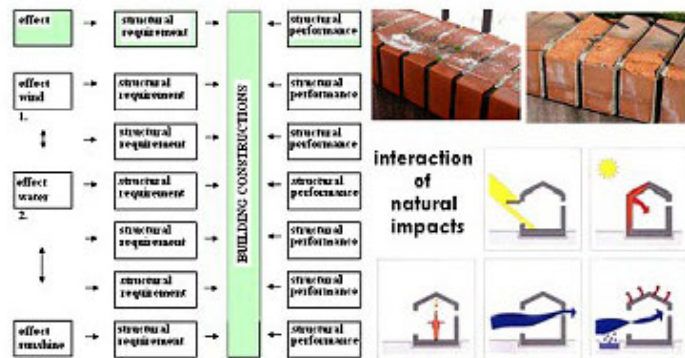 effect
structural
requirement
structural
performance
effect
wind
1.
structural
requirement
structural
performance
structural
requirement
structural
performance
effect
water
2.
structural
requirement
structural
performance
structural
requirement
structural
performance
structural
requirement
structural
performance
effect
sunshine
structural
requirement
structural
performance
BUILDING CONSTRUCTIONS
interaction
of
natural
impacts